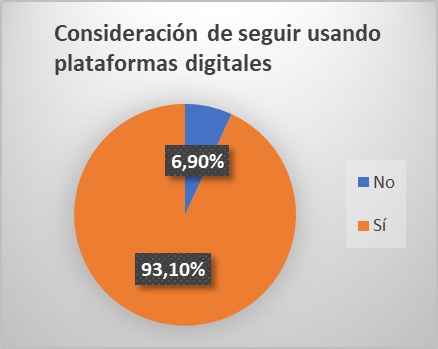 Consideración de seguir usando
plataformas digitales
6,90%
No
Sí
93,10%